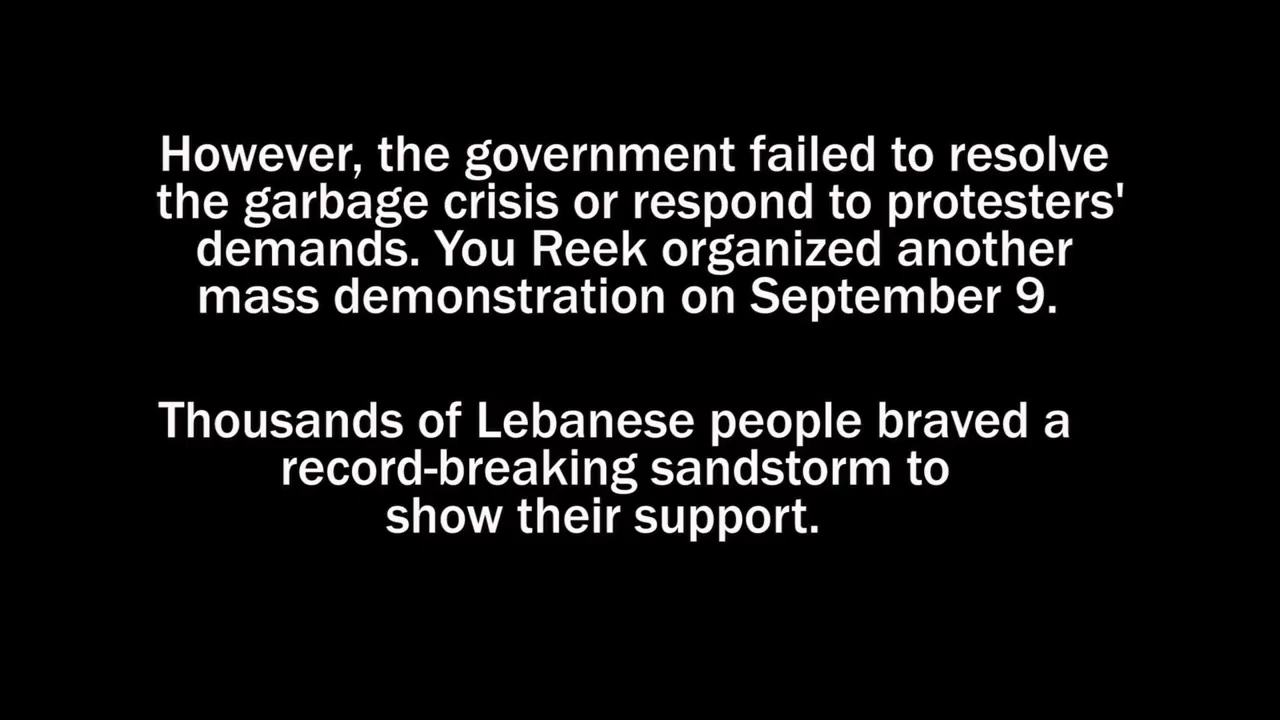 However, the government failed to resolve
the garbage crisis or respond to protesters'
demands. You Reek organized another
mass demonstration on September 9.
Thousands of Lebanese people braved a
record-breaking sandstorm to
show their support.